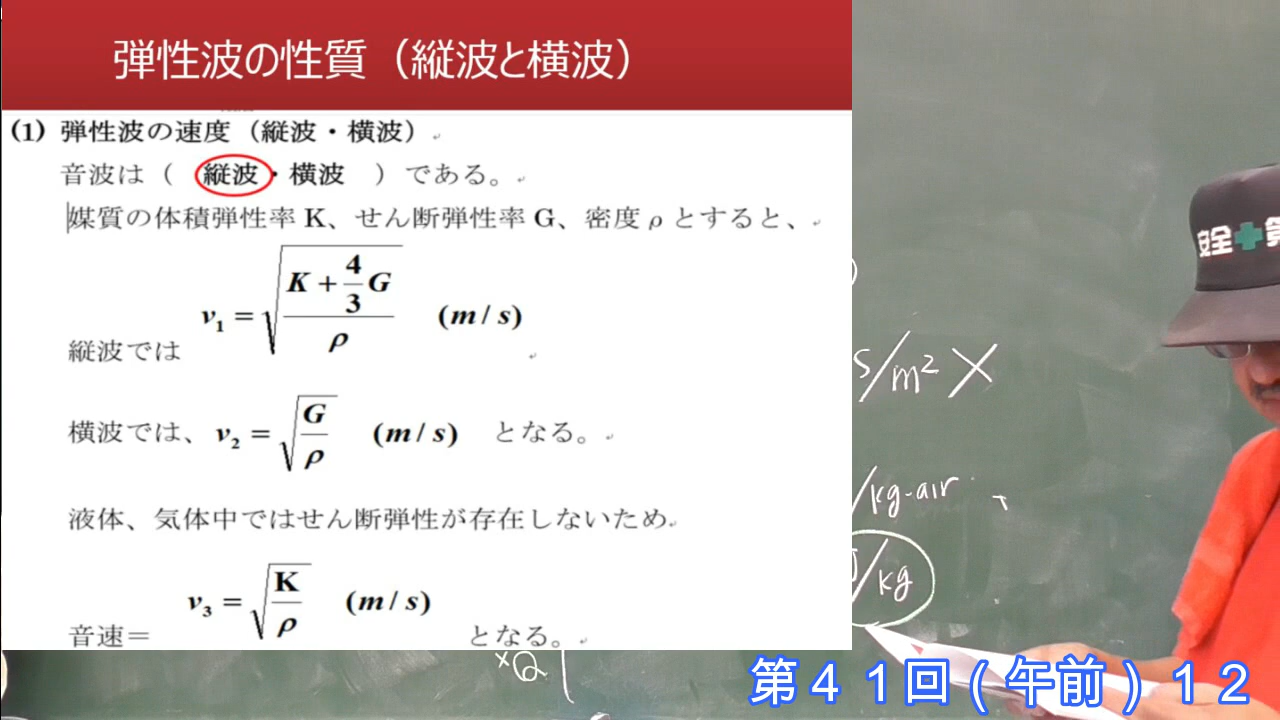 弾性波の性質（縦波と横波）
(1) 弾性波の速度（縦波・横波）
音波は（　縦波・横波　）である。
媒質の体積弾性率 K、せん断弾性率 G、密度 ρ とすると、
縦波では v₁ = √((K + 4/3 G)/ρ) (m/s)
横波では、v₂ = √(G/ρ) (m/s) となる。
液体、気体中ではせん断弾性が存在しないため
音速＝ v₃ = √(K/ρ) (m/s) となる。
安全
S/m² X
/kg-air
/kg
第４１回（午前）１２